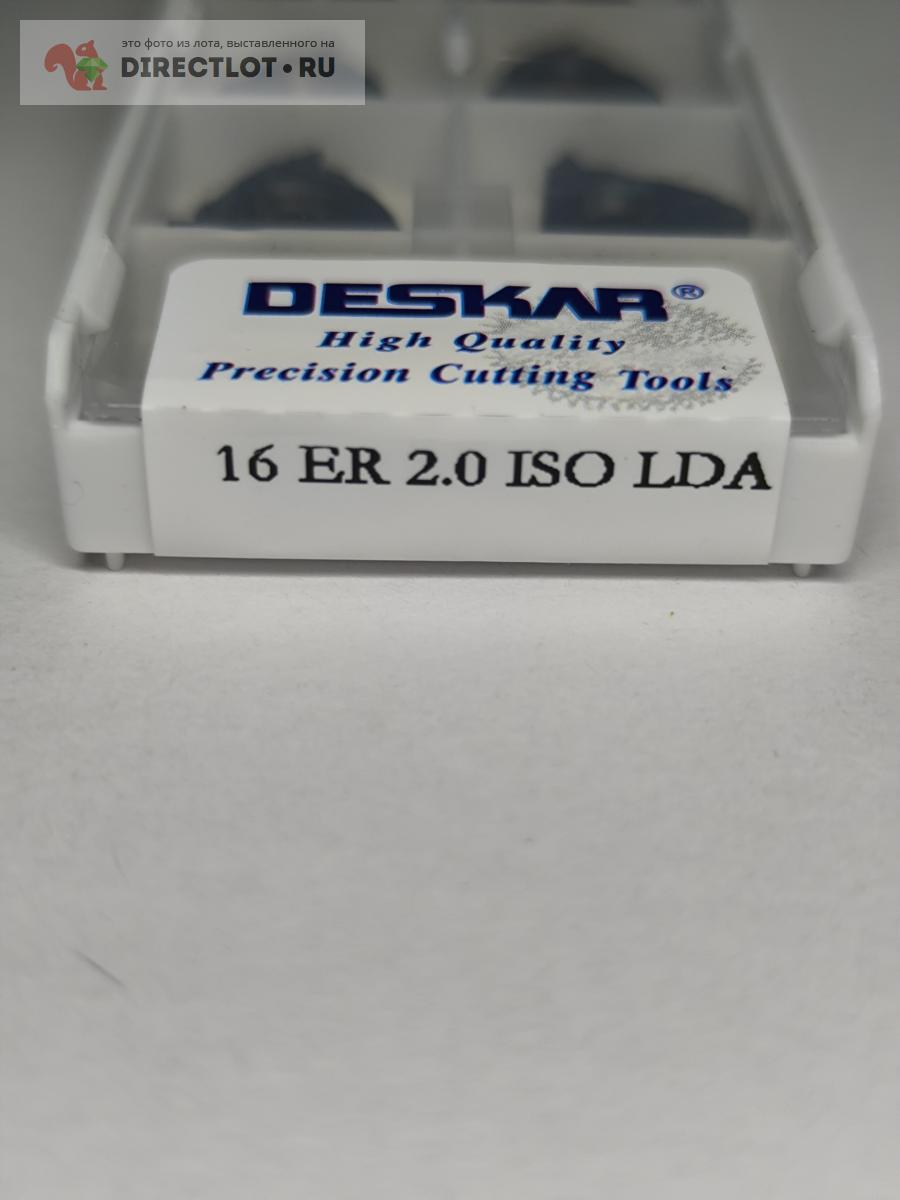 это фото из лота, выставленного на
DIRECTLOT•RU
DESKAR®
High Quality
Precision Cutting Tools
16 ER 2.0 ISO LDA